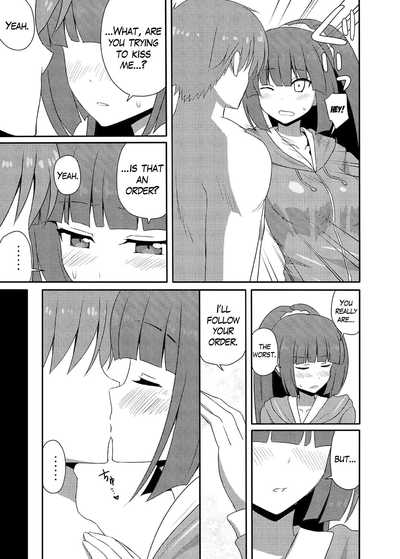 HEY!
...WHAT, ARE
YOU TRYING
TO KISS
ME...?
YEAH.
...IS THAT
AN
ORDER?
YEAH.
......
YOU
REALLY
ARE...
THE
WORST.
BUT...
I'LL
FOLLOW
YOUR
ORDER.
......